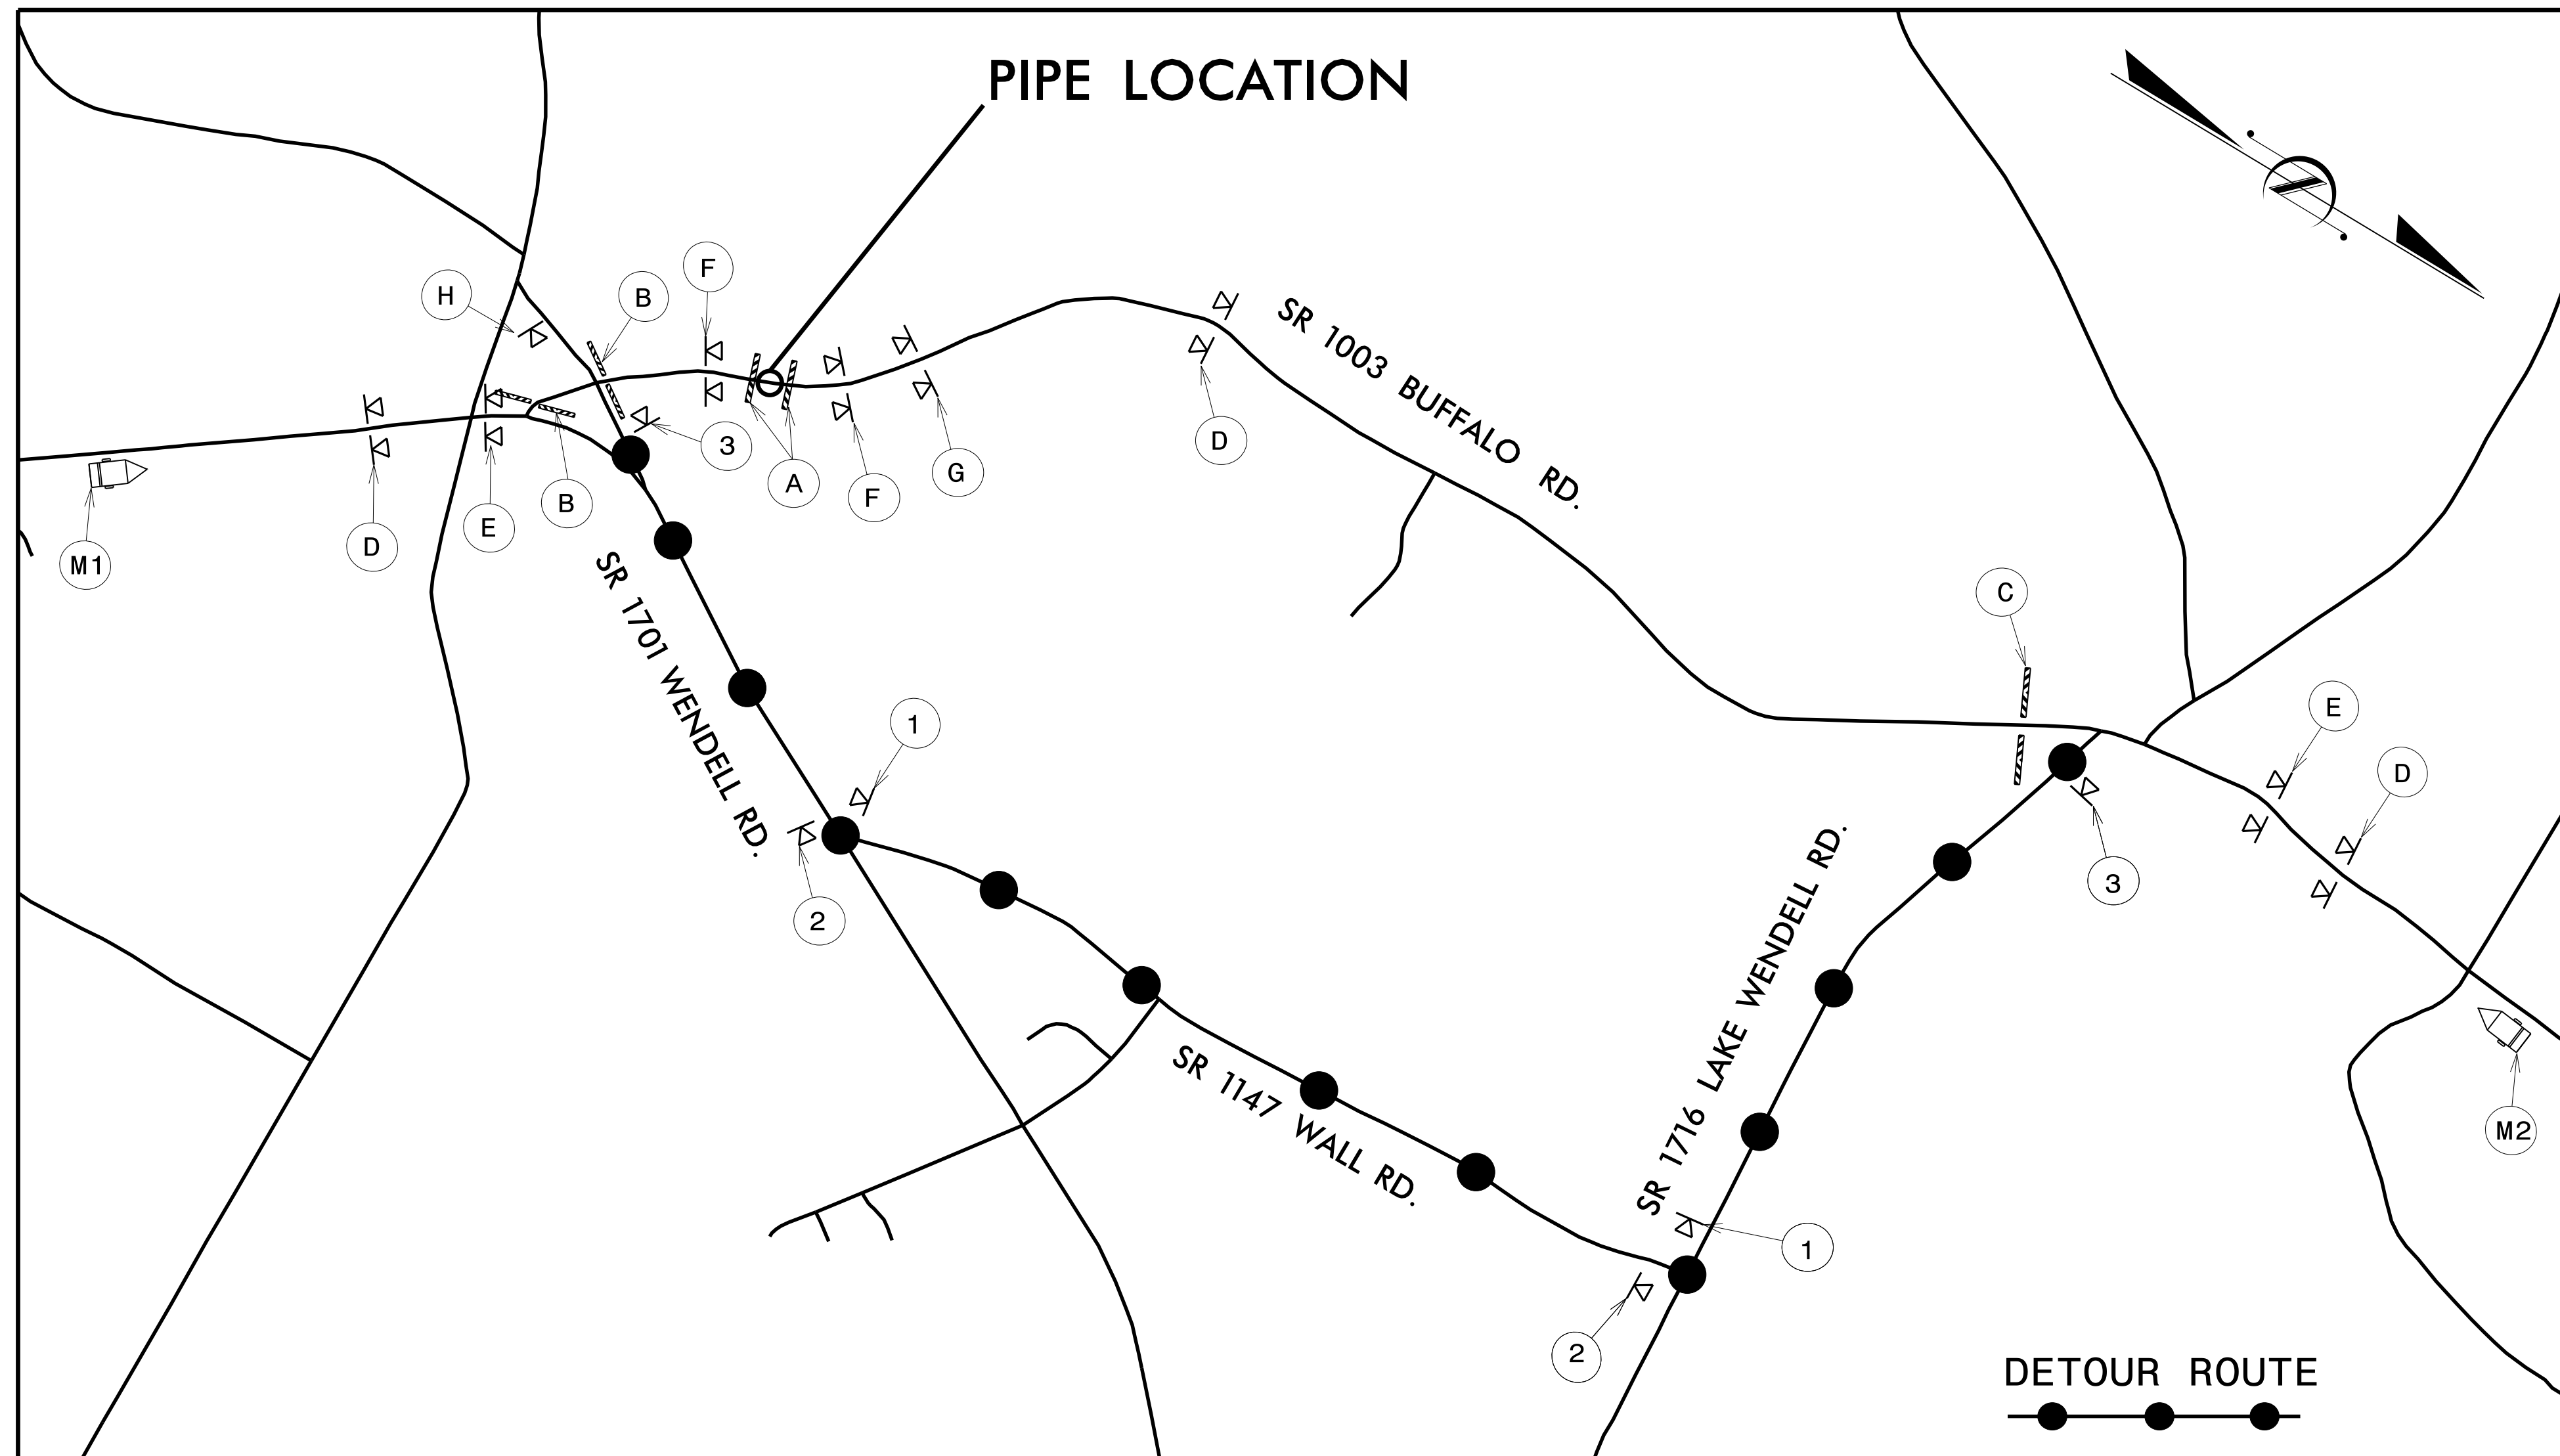 PIPE LOCATION
F
H
B
SR 1003 BUFFALO RD.
3
D
G
A
F
B
E
D
M1
SR 1701 WENDELL RD.
C
E
1
D
2
3
SR 1147 WALL RD.
SR 1716 LAKE WENDELL RD.
M2
1
2
DETOUR ROUTE